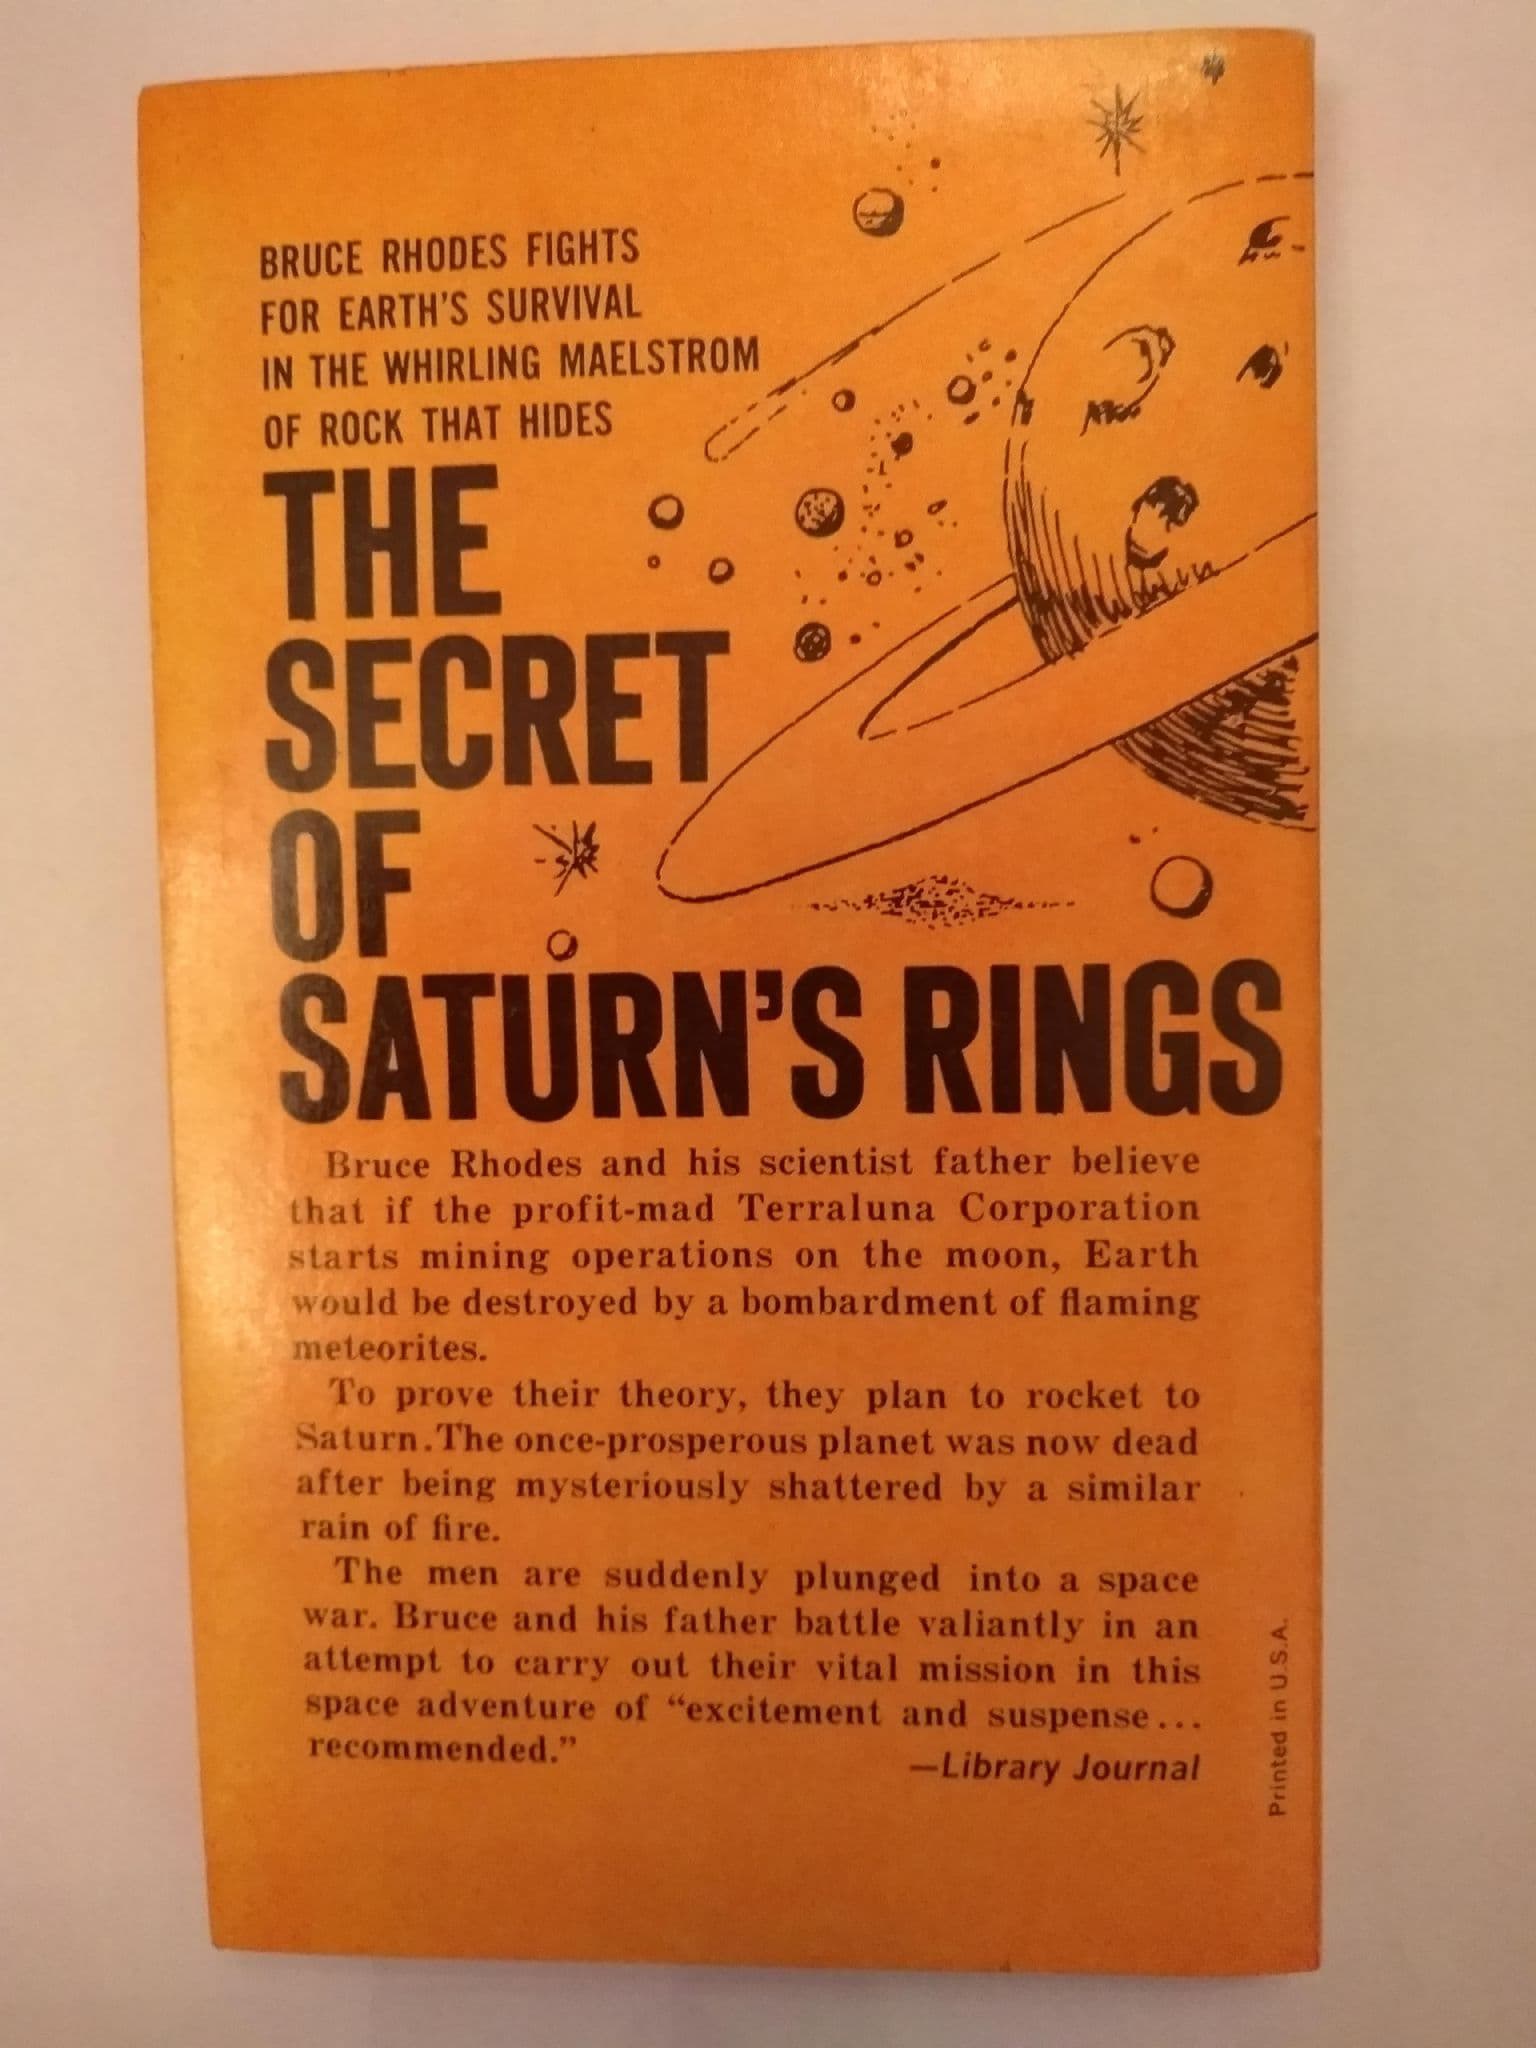 BRUCE RHODES FIGHTS
FOR EARTH'S SURVIVAL
IN THE WHIRLING MAELSTROM
OF ROCK THAT HIDES
THE
SECRET
OF
SATURN'S RINGS
Bruce Rhodes and his scientist father believe
that if the profit-mad Terraluna Corporation
starts mining operations on the moon, Earth
would be destroyed by a bombardment of flaming
meteorites.
To prove their theory, they plan to rocket to
Saturn. The once-prosperous planet was now dead
after being mysteriously shattered by a similar
rain of fire.
The men are suddenly plunged into a space
war. Bruce and his father battle valiantly in an
attempt to carry out their vital mission in this
space adventure of “excitement and suspense...
recommended.”
—Library Journal
Printed in U.S.A.